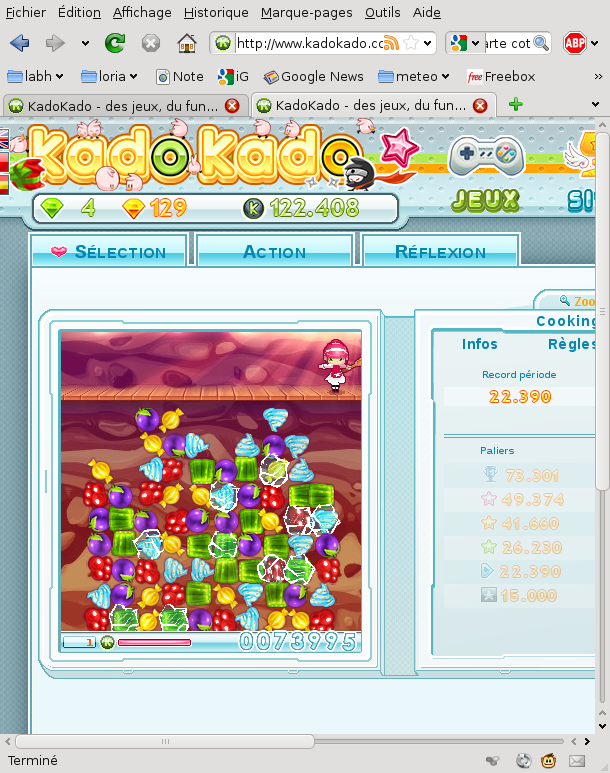 Fichier Édition Affichage Historique Marque-pages Outils Aide
http://www.kadokado.co
arte cot
ABP
labh loria Note iG Google News meteo free Freebox »
KadoKado - des jeux, du fun... KadoKado - des jeux, du fun...
KadoKado
JEUX
4 129 K 122.408
SÉLECTION ACTION RÉFLEXION
Zoo
Cooking
Infos Règles
Record période
22.390
Paliers
73.301
49.374
41.660
26.230
22.390
15.000
1 K 0073995
Terminé